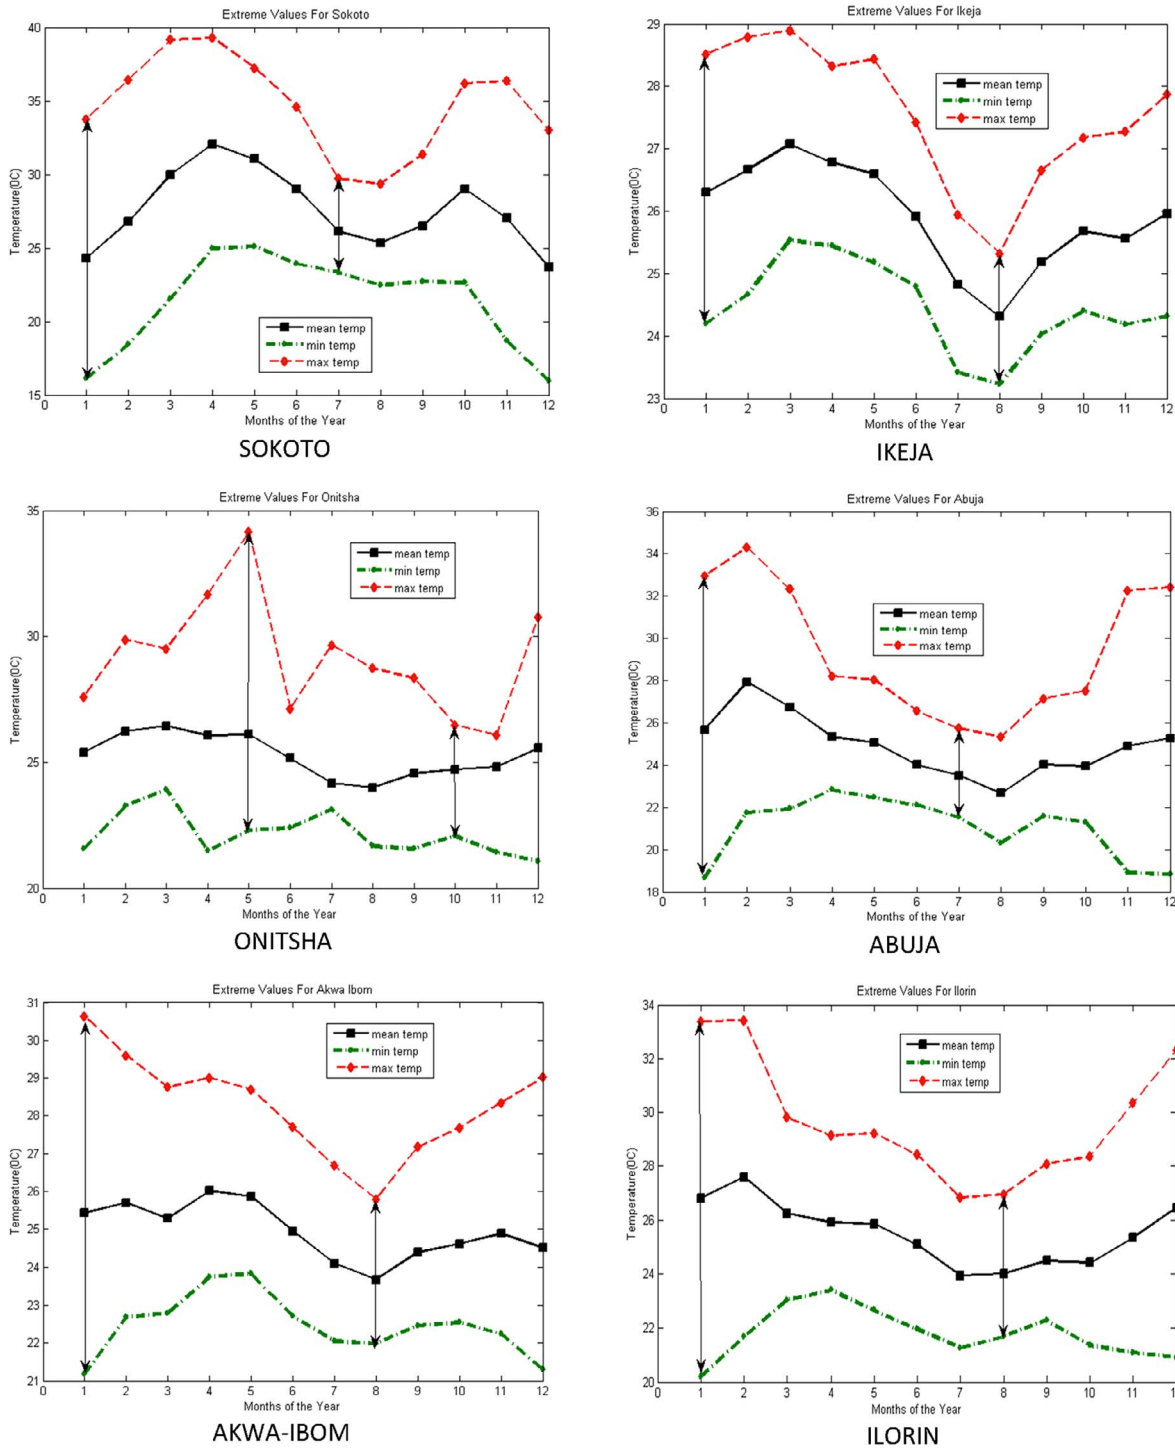 Extreme Values For Sokoto
40
35
30
25
20
15
Temperature(0C)
mean temp
min temp
max temp
0 1 2 3 4 5 6 7 8 9 10 11 12
Months of the Year
SOKOTO
Extreme Values For Ikeja
29
28
27
26
25
24
23
Temperature(0C)
mean temp
min temp
max temp
0 1 2 3 4 5 6 7 8 9 10 11 12
Months of the Year
IKEJA
Extreme Values For Onitsha
35
30
25
20
Temperature(0C)
mean temp
min temp
max temp
0 1 2 3 4 5 6 7 8 9 10 11 12
Months of the Year
ONITSHA
Extreme Values For Abuja
36
34
32
30
28
26
24
22
20
18
Temperature(0C)
mean temp
min temp
max temp
0 1 2 3 4 5 6 7 8 9 10 11 12
Months of the Year
ABUJA
Extreme Values For Akwa Ibom
31
30
29
28
27
26
25
24
23
22
21
Temperature(0C)
mean temp
min temp
max temp
0 1 2 3 4 5 6 7 8 9 10 11 12
Months of the Year
AKWA-IBOM
Extreme Values For Ilorin
34
32
30
28
26
24
22
20
Temperature(0C)
mean temp
min temp
max temp
0 1 2 3 4 5 6 7 8 9 10 11
Months of the Year
ILORIN